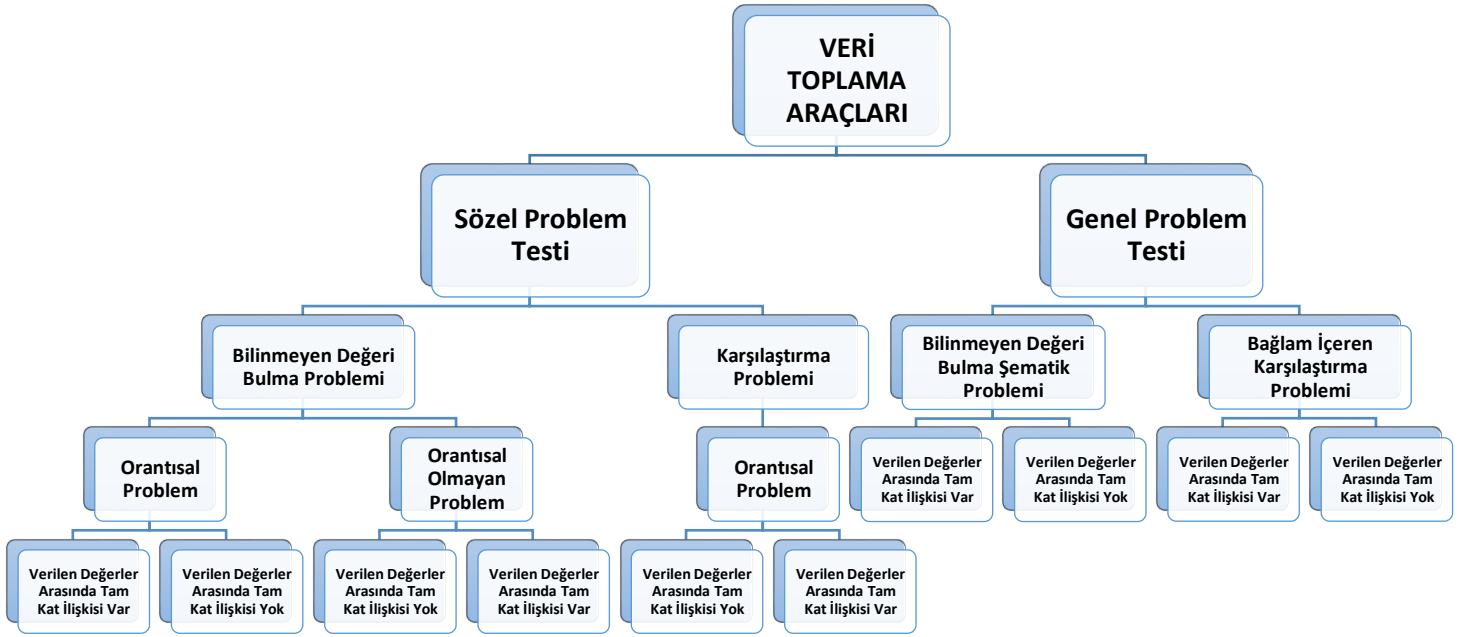 VERİ
TOPLAMA
ARAÇLARI
Sözel Problem
Testi
Genel Problem
Testi
Bilinmeyen Değeri
Bulma Problemi
Karşılaştırma
Problemi
Bilinmeyen Değeri
Bulma Şematik
Problemi
Bağlam İçeren
Karşılaştırma
Problemi
Orantısal
Problem
Orantısal
Olmayan
Problem
Orantısal
Problem
Verilen Değerler
Arasında Tam
Kat İlişkisi Var
Verilen Değerler
Arasında Tam
Kat İlişkisi Yok
Verilen Değerler
Arasında Tam
Kat İlişkisi Var
Verilen Değerler
Arasında Tam
Kat İlişkisi Yok
Verilen Değerler
Arasında Tam
Kat İlişkisi Var
Verilen Değerler
Arasında Tam
Kat İlişkisi Yok
Verilen Değerler
Arasında Tam
Kat İlişkisi Yok
Verilen Değerler
Arasında Tam
Kat İlişkisi Var
Verilen Değerler
Arasında Tam
Kat İlişkisi Yok
Verilen Değerler
Arasında Tam
Kat İlişkisi Var